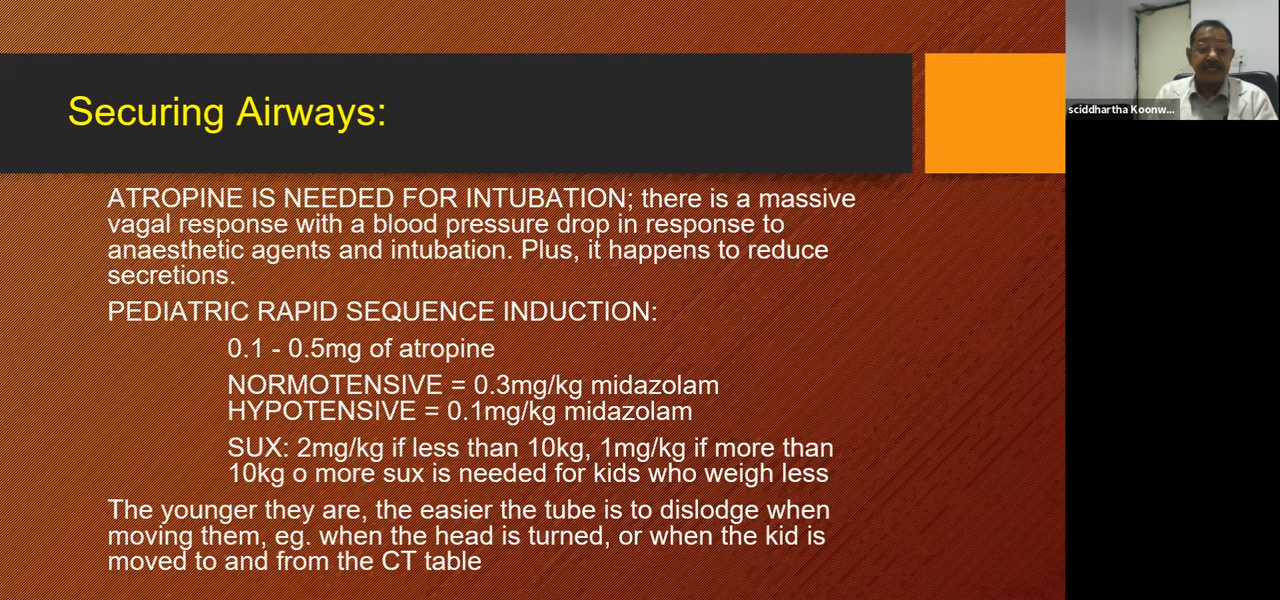 Securing Airways:
sciddhartha Koonw...
ATROPINE IS NEEDED FOR INTUBATION; there is a massive
vagal response with a blood pressure drop in response to
anaesthetic agents and intubation. Plus, it happens to reduce
secretions.
PEDIATRIC RAPID SEQUENCE INDUCTION:
0.1 - 0.5mg of atropine
NORMOTENSIVE = 0.3mg/kg midazolam
HYPOTENSIVE = 0.1mg/kg midazolam
SUX: 2mg/kg if less than 10kg, 1mg/kg if more than
10kg o more sux is needed for kids who weigh less
The younger they are, the easier the tube is to dislodge when
moving them, eg. when the head is turned, or when the kid is
moved to and from the CT table